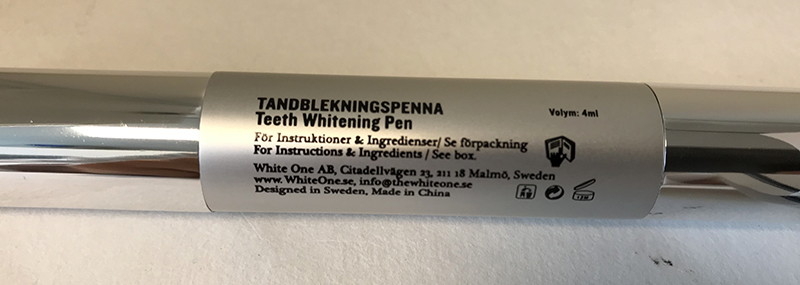 TANDBLEKNINGSPENNA
Teeth Whitening Pen
Volym: 4ml
För Instruktioner & Ingredienser/ Se förpackning
For Instructions & Ingredients / See box.
White One AB, Citadellvägen 23, 211 18 Malmö, Sweden
www.WhiteOne.se, info@thewhiteone.se
Designed in Sweden, Made in China
12M